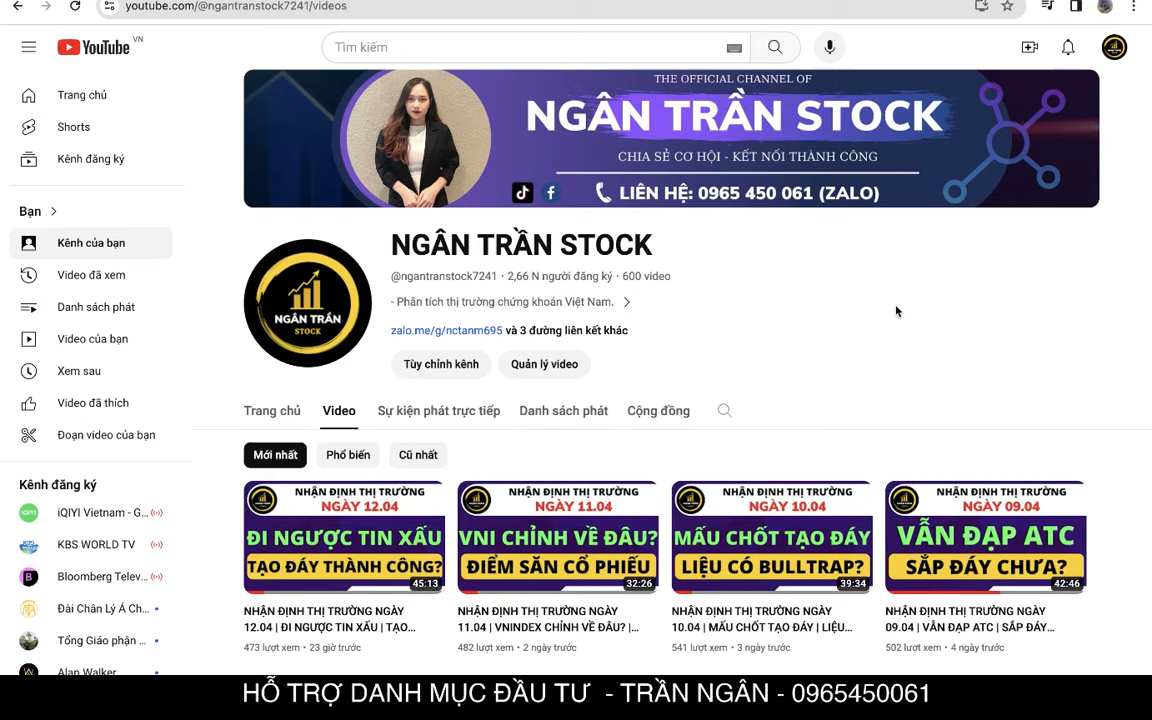 youtube.com/@ngantranstock7241/videos
YouTube VN
Tìm kiếm
Trang chủ
Shorts
Kênh đăng ký
Bạn
Kênh của bạn
Video đã xem
Danh sách phát
Video của bạn
Xem sau
Video đã thích
Đoạn video của bạn
Kênh đăng ký
iQIYI Vietnam - G...
KBS WORLD TV
Bloomberg Telev...
Đài Chân Lý Á Ch...
Tổng Giáo phận ...
Alan Walker
THE OFFICIAL CHANNEL OF
NGÂN TRẦN STOCK
CHIA SẺ CƠ HỘI - KẾT NỐI THÀNH CÔNG
LIÊN HỆ: 0965 450 061 (ZALO)
NGÂN TRẦN
STOCK
NGÂN TRẦN STOCK
@ngantranstock7241 · 2,66 N người đăng ký · 600 video
- Phân tích thị trường chứng khoán Việt Nam.
zalo.me/g/nctanm695 và 3 đường liên kết khác
Tùy chỉnh kênh Quản lý video
Trang chủ Video Sự kiện phát trực tiếp Danh sách phát Cộng đồng
Mới nhất Phổ biến Cũ nhất
NHẬN ĐỊNH THỊ TRƯỜNG
NGÀY 12.04
ĐI NGƯỢC TIN XẤU
TẠO ĐÁY THÀNH CÔNG?
45:13
NHẬN ĐỊNH THỊ TRƯỜNG NGÀY
12.04 | ĐI NGƯỢC TIN XẤU | TẠO...
473 lượt xem · 23 giờ trước
NHẬN ĐỊNH THỊ TRƯỜNG
NGÀY 11.04
VNI CHỈNH VỀ ĐÂU?
ĐIỂM SĂN CỔ PHIẾU
32:26
NHẬN ĐỊNH THỊ TRƯỜNG NGÀY
11.04 | VNINDEX CHỈNH VỀ ĐÂU? |...
482 lượt xem · 2 ngày trước
NHẬN ĐỊNH THỊ TRƯỜNG
NGÀY 10.04
MẤU CHỐT TẠO ĐÁY
LIỆU CÓ BULLTRAP?
39:34
NHẬN ĐỊNH THỊ TRƯỜNG NGÀY
10.04 | MẤU CHỐT TẠO ĐÁY | LIỆU...
541 lượt xem · 3 ngày trước
NHẬN ĐỊNH THỊ TRƯỜNG
NGÀY 09.04
VẪN ĐẠP ATC
SẮP ĐÁY CHƯA?
42:46
NHẬN ĐỊNH THỊ TRƯỜNG NGÀY
09.04 | VẪN ĐẠP ATC | SẮP ĐÁY...
502 lượt xem · 4 ngày trước
HỖ TRỢ DANH MỤC ĐẦU TƯ - TRẦN NGÂN - 0965450061